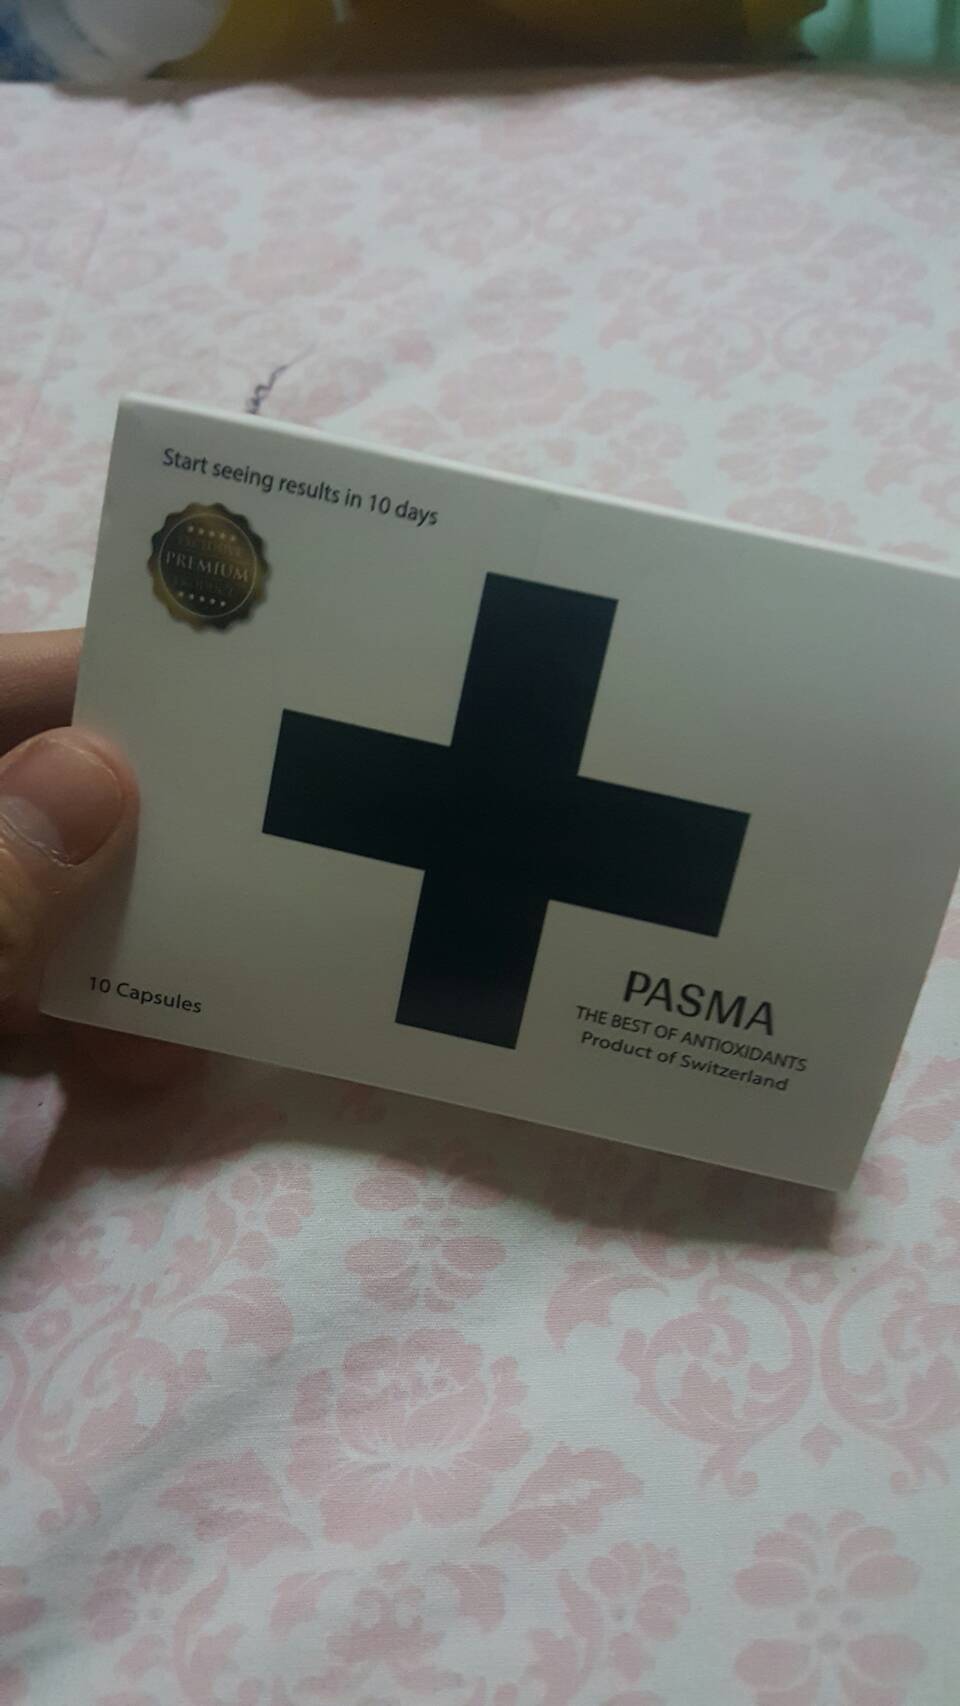 Start seeing results in 10 days
PREMIUM
10 Capsules
PASMA
THE BEST OF ANTIOXIDANTS
Product of Switzerland